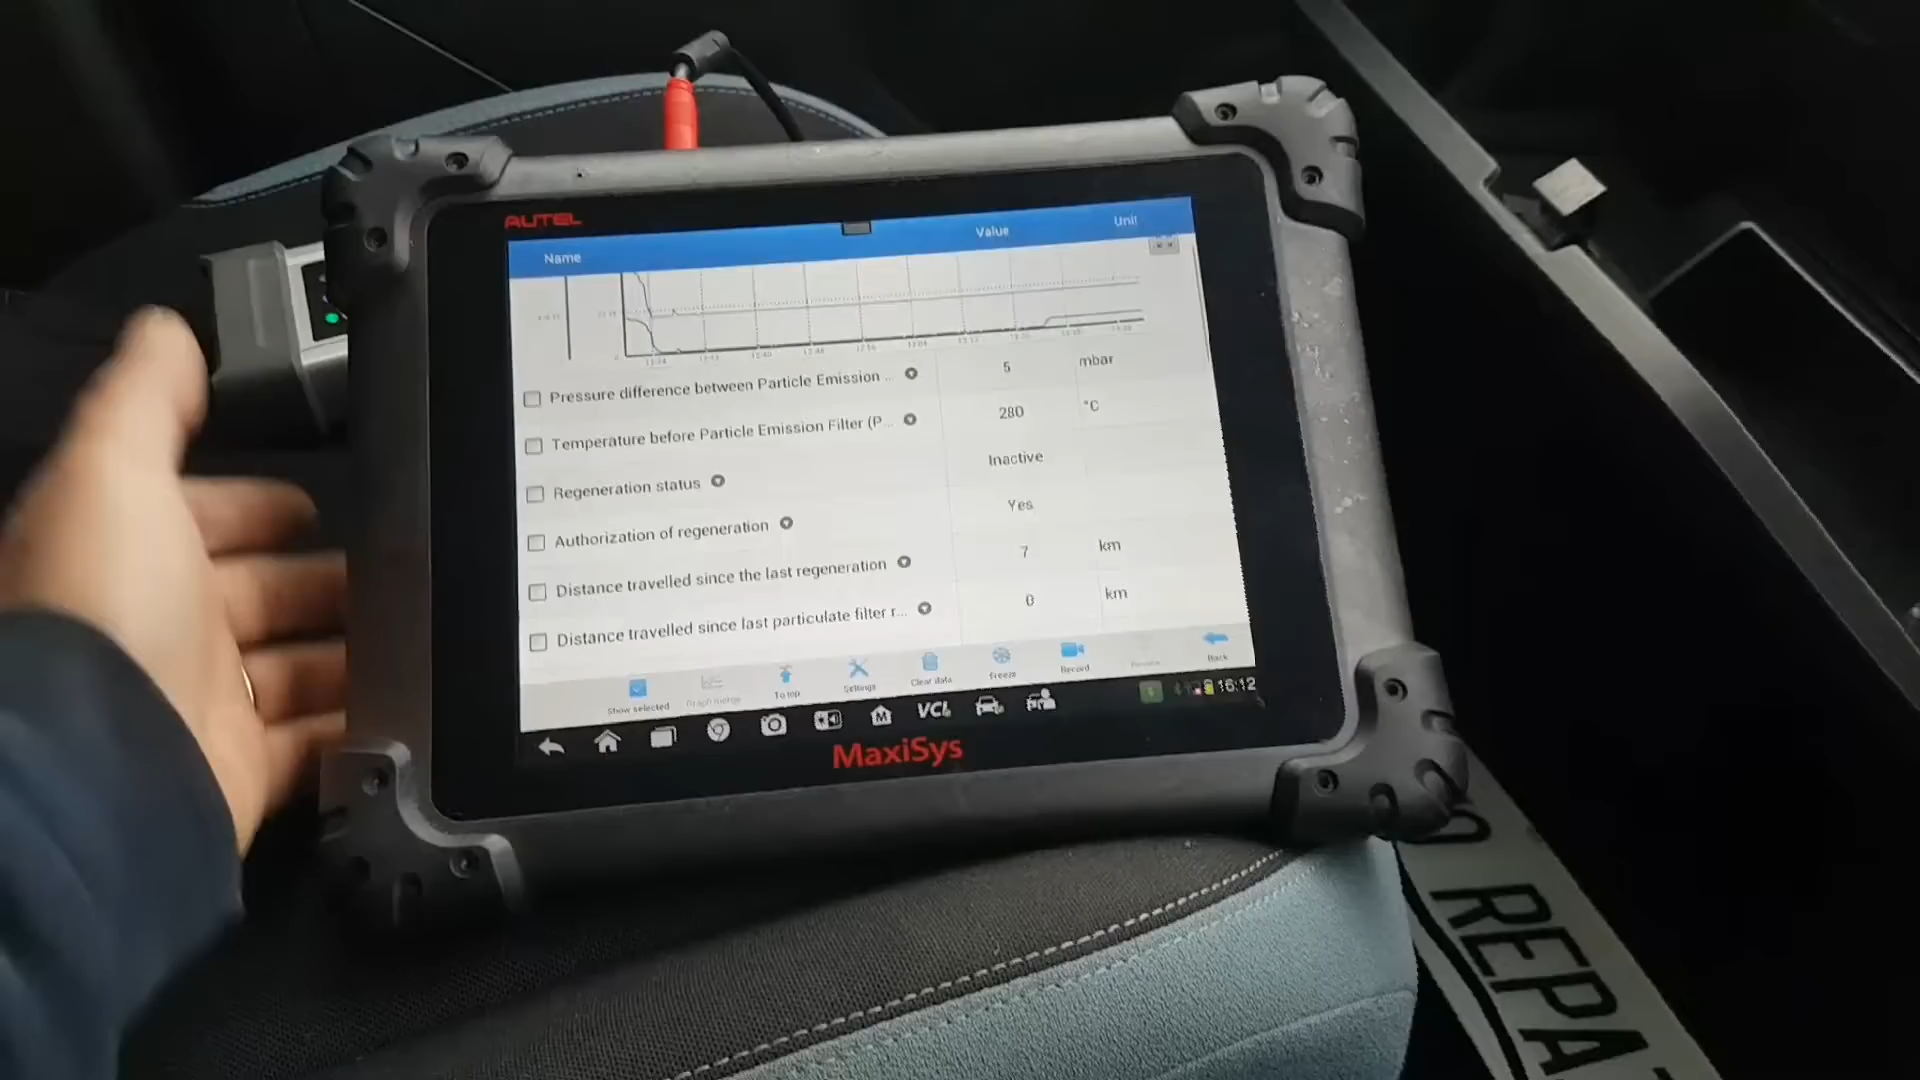 AUTEL
Name Value Unit
Pressure difference between Particle Emission ... 5 mbar
Temperature before Particle Emission Filter (P... 280 °C
Regeneration status Inactive
Authorization of regeneration Yes
Distance travelled since the last regeneration 7 km
Distance travelled since last particulate filter r... 0 km
Show selected Graph merge To top Settings Clear data Freeze Record Back
VCI 16:12
MaxiSys
REPA